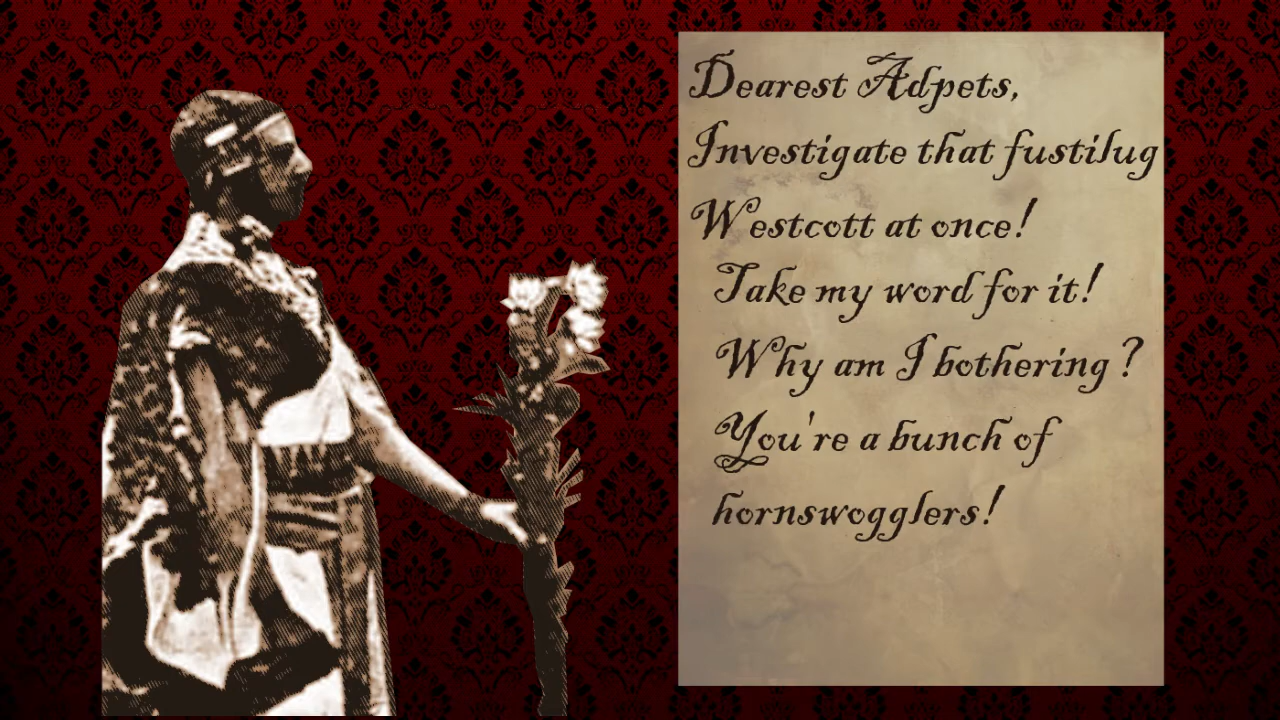 Dearest Adpets,
Investigate that fustilug
Westcott at once!
Take my word for it!
Why am I bothering?
You're a bunch of
hornswogglers!